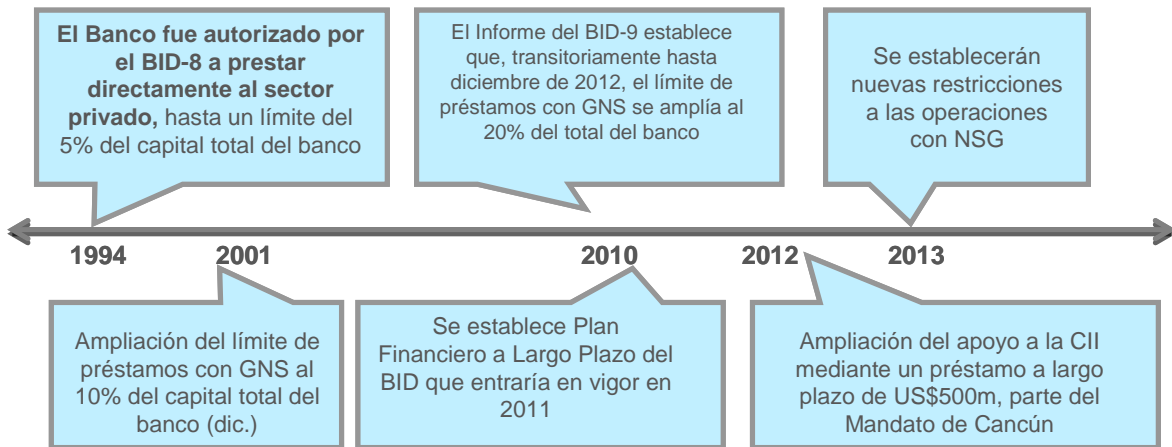 El Banco fue autorizado por
el BID-8 a prestar
directamente al sector
privado, hasta un límite del
5% del capital total del banco
El Informe del BID-9 establece
que, transitoriamente hasta
diciembre de 2012, el límite de
préstamos con GNS se amplía al
20% del total del banco
Se establecerán
nuevas restricciones
a las operaciones
con NSG
1994
2001
2010
2012
2013
Ampliación del límite de
préstamos con GNS al
10% del capital total del
banco (dic.)
Se establece Plan
Financiero a Largo Plazo del
BID que entraría en vigor en
2011
Ampliación del apoyo a la CII
mediante un préstamo a largo
plazo de US$500m, parte del
Mandato de Cancún